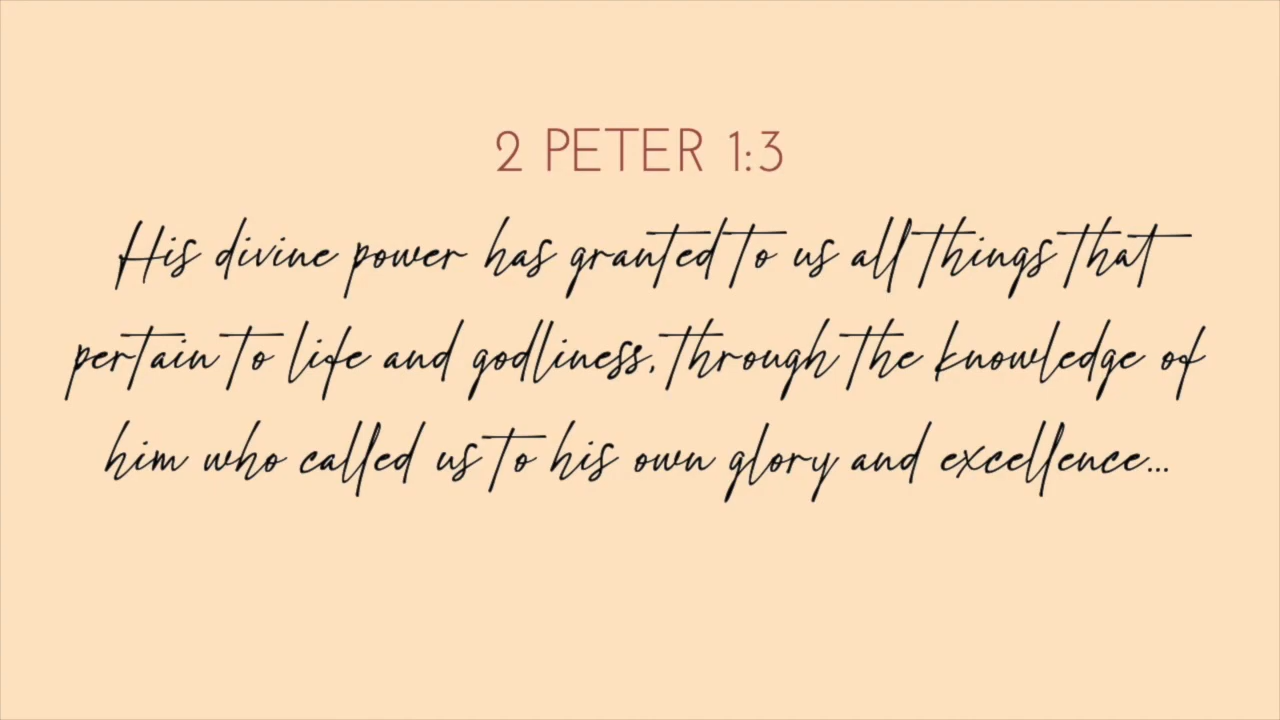 2 PETER 1:3
His divine power has granted to us all things that
pertain to life and godliness, through the knowledge of
him who called us to his own glory and excellence...